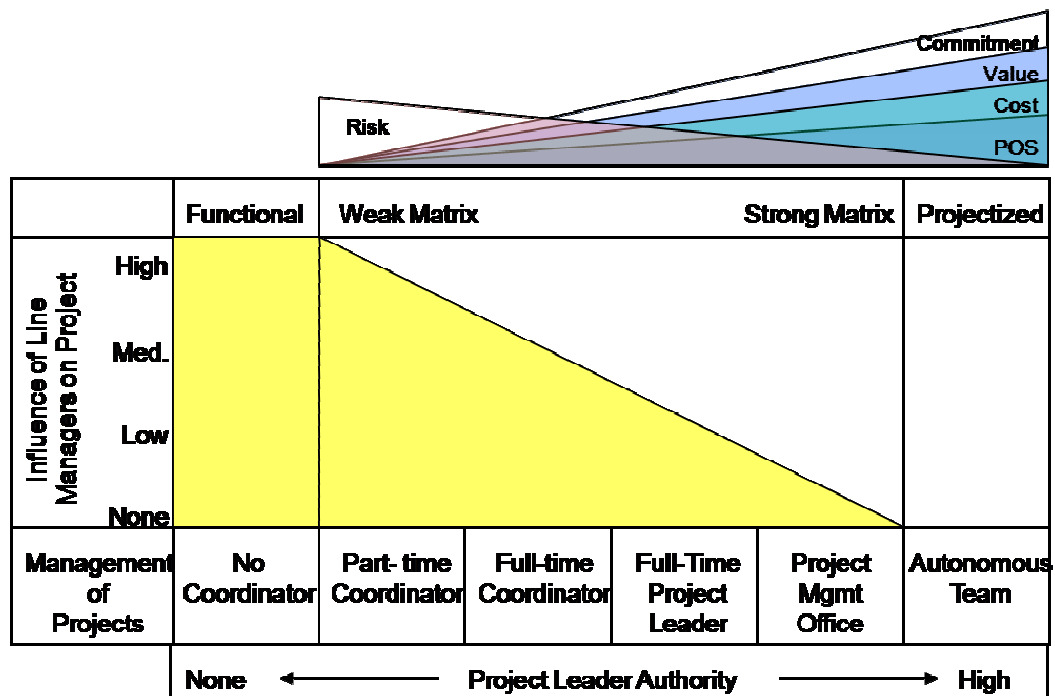 Commitment
Value
Cost
Risk
POS
Functional
Weak Matrix
Strong Matrix
Projectized
Influence of Line
Managers on Project
High
Med.
Low
None
Management
of
Projects
No
Coordinator
Part- time
Coordinator
Full-time
Coordinator
Full-Time
Project
Leader
Project
Mgmt
Office
Autonomous
Team
None
Project Leader Authority
High